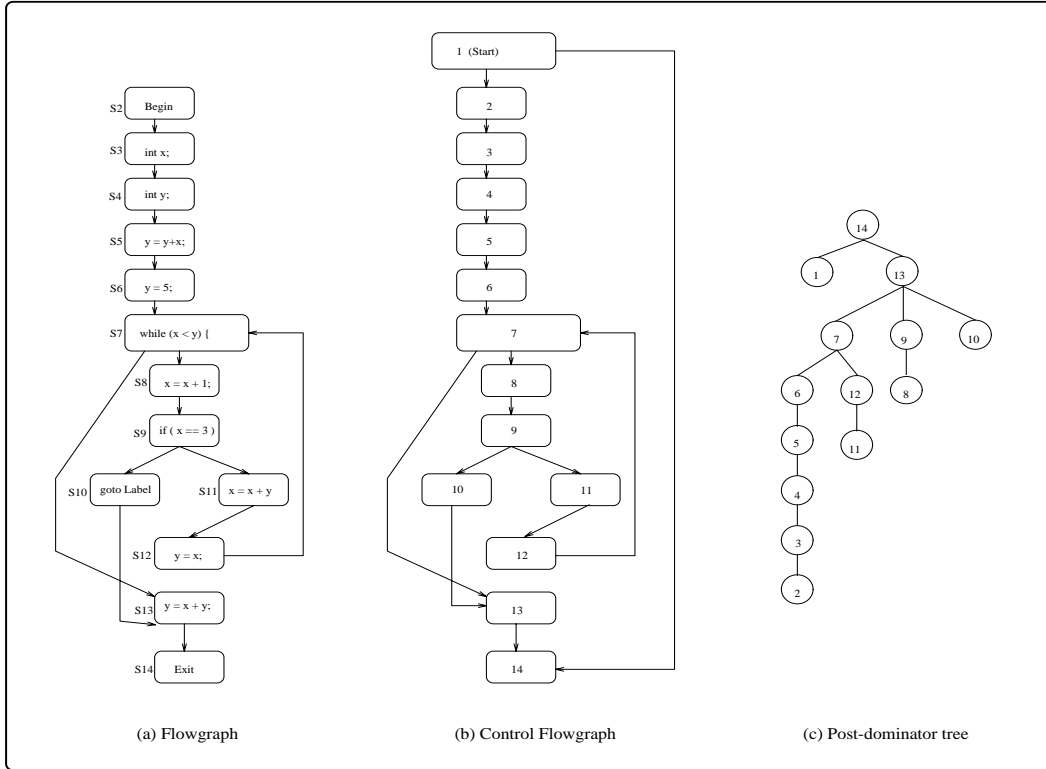 S2 Begin
S3 int x;
S4 int y;
S5 y = y+x;
S6 y = 5;
S7 while (x < y) {
S8 x = x + 1;
S9 if ( x == 3 )
S10 goto Label
S11 x = x + y
S12 y = x;
S13 y = x + y;
S14 Exit
(a) Flowgraph
1 (Start)
2
3
4
5
6
7
8
9
10 11
12
13
14
(b) Control Flowgraph
14
1 13
7 9 10
6 12 8
5 11
4
3
2
(c) Post-dominator tree